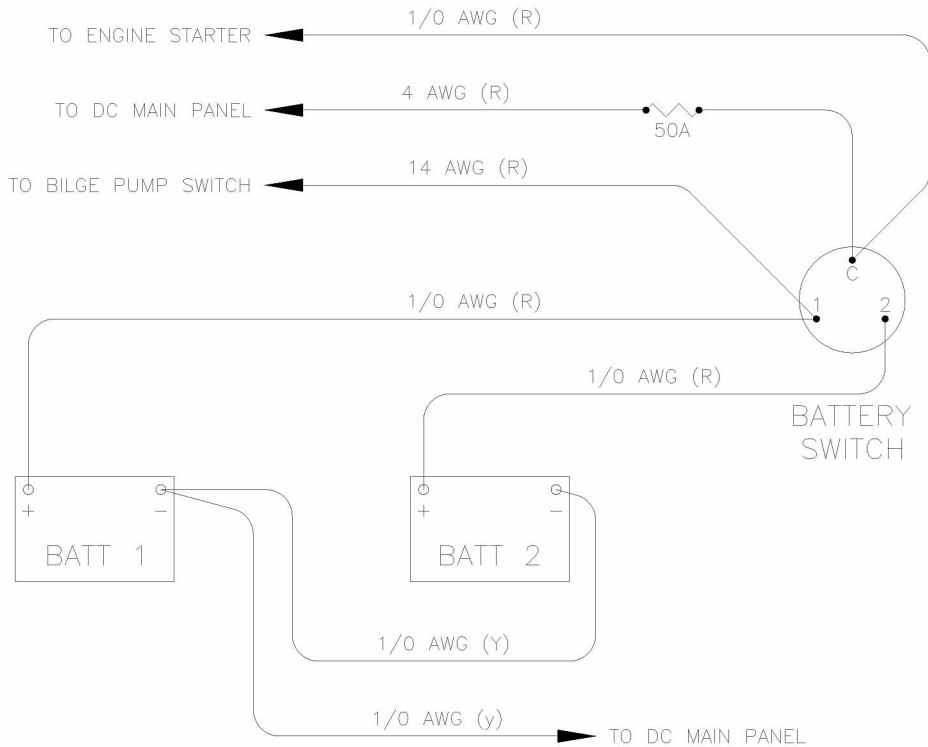 1/0 AWG (R)
TO ENGINE STARTER
4 AWG (R)
TO DC MAIN PANEL
50A
14 AWG (R)
TO BILGE PUMP SWITCH
C
1 2
1/0 AWG (R)
1/0 AWG (R)
BATTERY
SWITCH
+ −
BATT 1
+ −
BATT 2
1/0 AWG (Y)
1/0 AWG (y)
TO DC MAIN PANEL